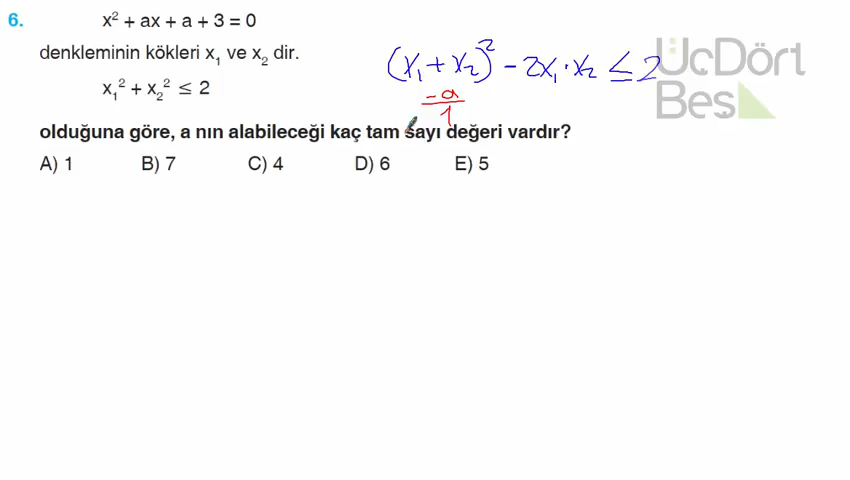 6. x² + ax + a + 3 = 0
denkleminin kökleri x₁ ve x₂ dir.
(x₁ + x₂)² - 2x₁ · x₂ ≤ 2
x₁² + x₂² ≤ 2
-a
1
ÜçDört
Beş
olduğuna göre, a nın alabileceği kaç tam sayı değeri vardır?
A) 1 B) 7 C) 4 D) 6 E) 5